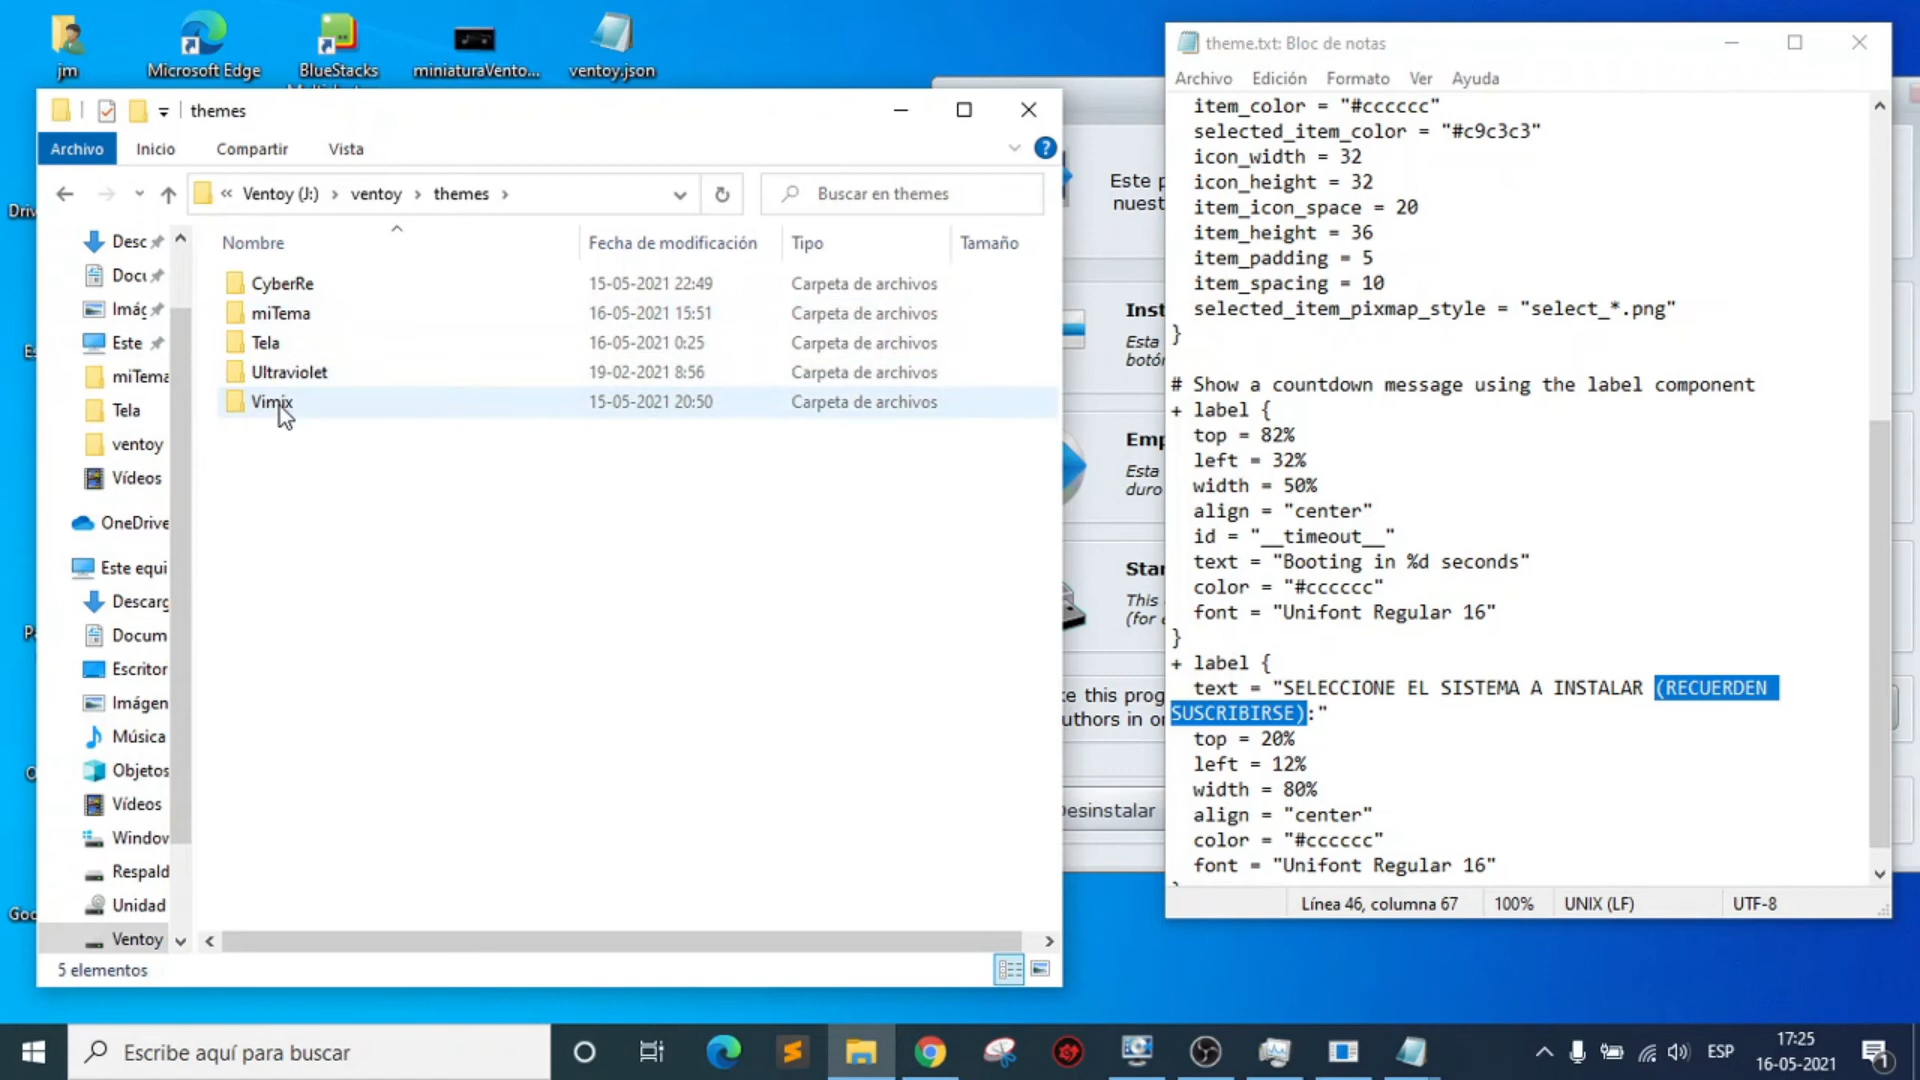 jm
Microsoft Edge
BlueStacks
miniaturaVento...
ventoy.json
themes
Archivo
Inicio
Compartir
Vista
«
Ventoy (J:) › ventoy › themes ›
Buscar en themes
Nombre
Fecha de modificación
Tipo
Tamaño
CyberRe
15-05-2021 22:49
Carpeta de archivos
miTema
16-05-2021 15:51
Carpeta de archivos
Tela
16-05-2021 0:25
Carpeta de archivos
Ultraviolet
19-02-2021 8:56
Carpeta de archivos
Vimix
15-05-2021 20:50
Carpeta de archivos
Desc
Docu
Imág
Este
miTema
Tela
ventoy
Vídeos
OneDrive
Este equi
Descarg
Docum
Escritor
Imágen
Música
Objetos
Vídeos
Window
Respald
Unidad
Ventoy
5 elementos
Driv
Goo
Este p
nuest
Inst
Esta
botó
Emp
Esta
duro
Star
This
(for
te this prog
uthors in o
Desinstalar
theme.txt: Bloc de notas
Archivo
Edición
Formato
Ver
Ayuda
item_color = "#cccccc"
selected_item_color = "#c9c3c3"
icon_width = 32
icon_height = 32
item_icon_space = 20
item_height = 36
item_padding = 5
item_spacing = 10
selected_item_pixmap_style = "select_*.png"
}
# Show a countdown message using the label component
+ label {
top = 82%
left = 32%
width = 50%
align = "center"
id = "__timeout__"
text = "Booting in %d seconds"
color = "#cccccc"
font = "Unifont Regular 16"
}
+ label {
text = "SELECCIONE EL SISTEMA A INSTALAR (RECUERDEN
SUSCRIBIRSE):"
top = 20%
left = 12%
width = 80%
align = "center"
color = "#cccccc"
font = "Unifont Regular 16"
Línea 46, columna 67
100%
UNIX (LF)
UTF-8
Escribe aquí para buscar
ESP
17:25
16-05-2021
1